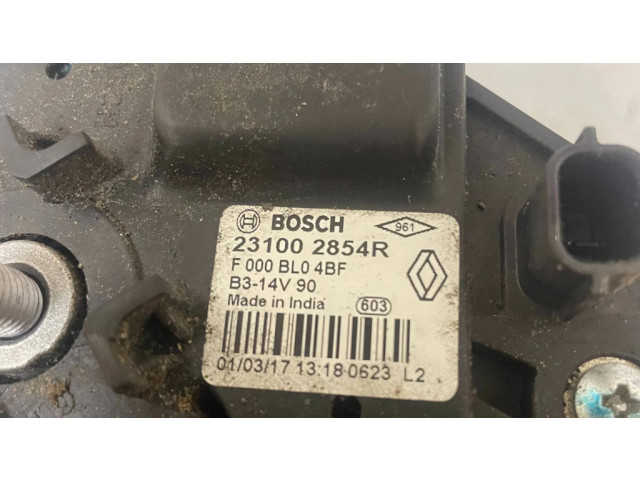 BOSCH
961
23100 2854R
F 000 BL0 4BF
B3-14V 90
Made in India
603
01/03/17 13:18 0623 L2